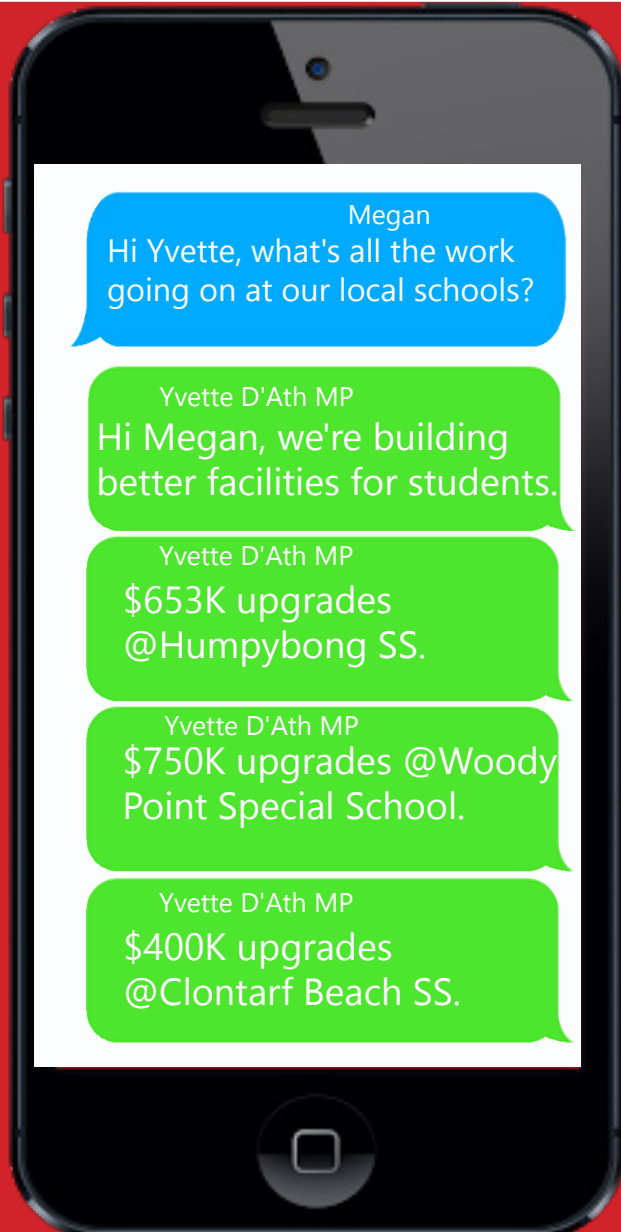 Megan
Hi Yvette, what's all the work
going on at our local schools?
Yvette D'Ath MP
Hi Megan, we're building
better facilities for students.
Yvette D'Ath MP
$653K upgrades
@Humpybong SS.
Yvette D'Ath MP
$750K upgrades @Woody
Point Special School.
Yvette D'Ath MP
$400K upgrades
@Clontarf Beach SS.